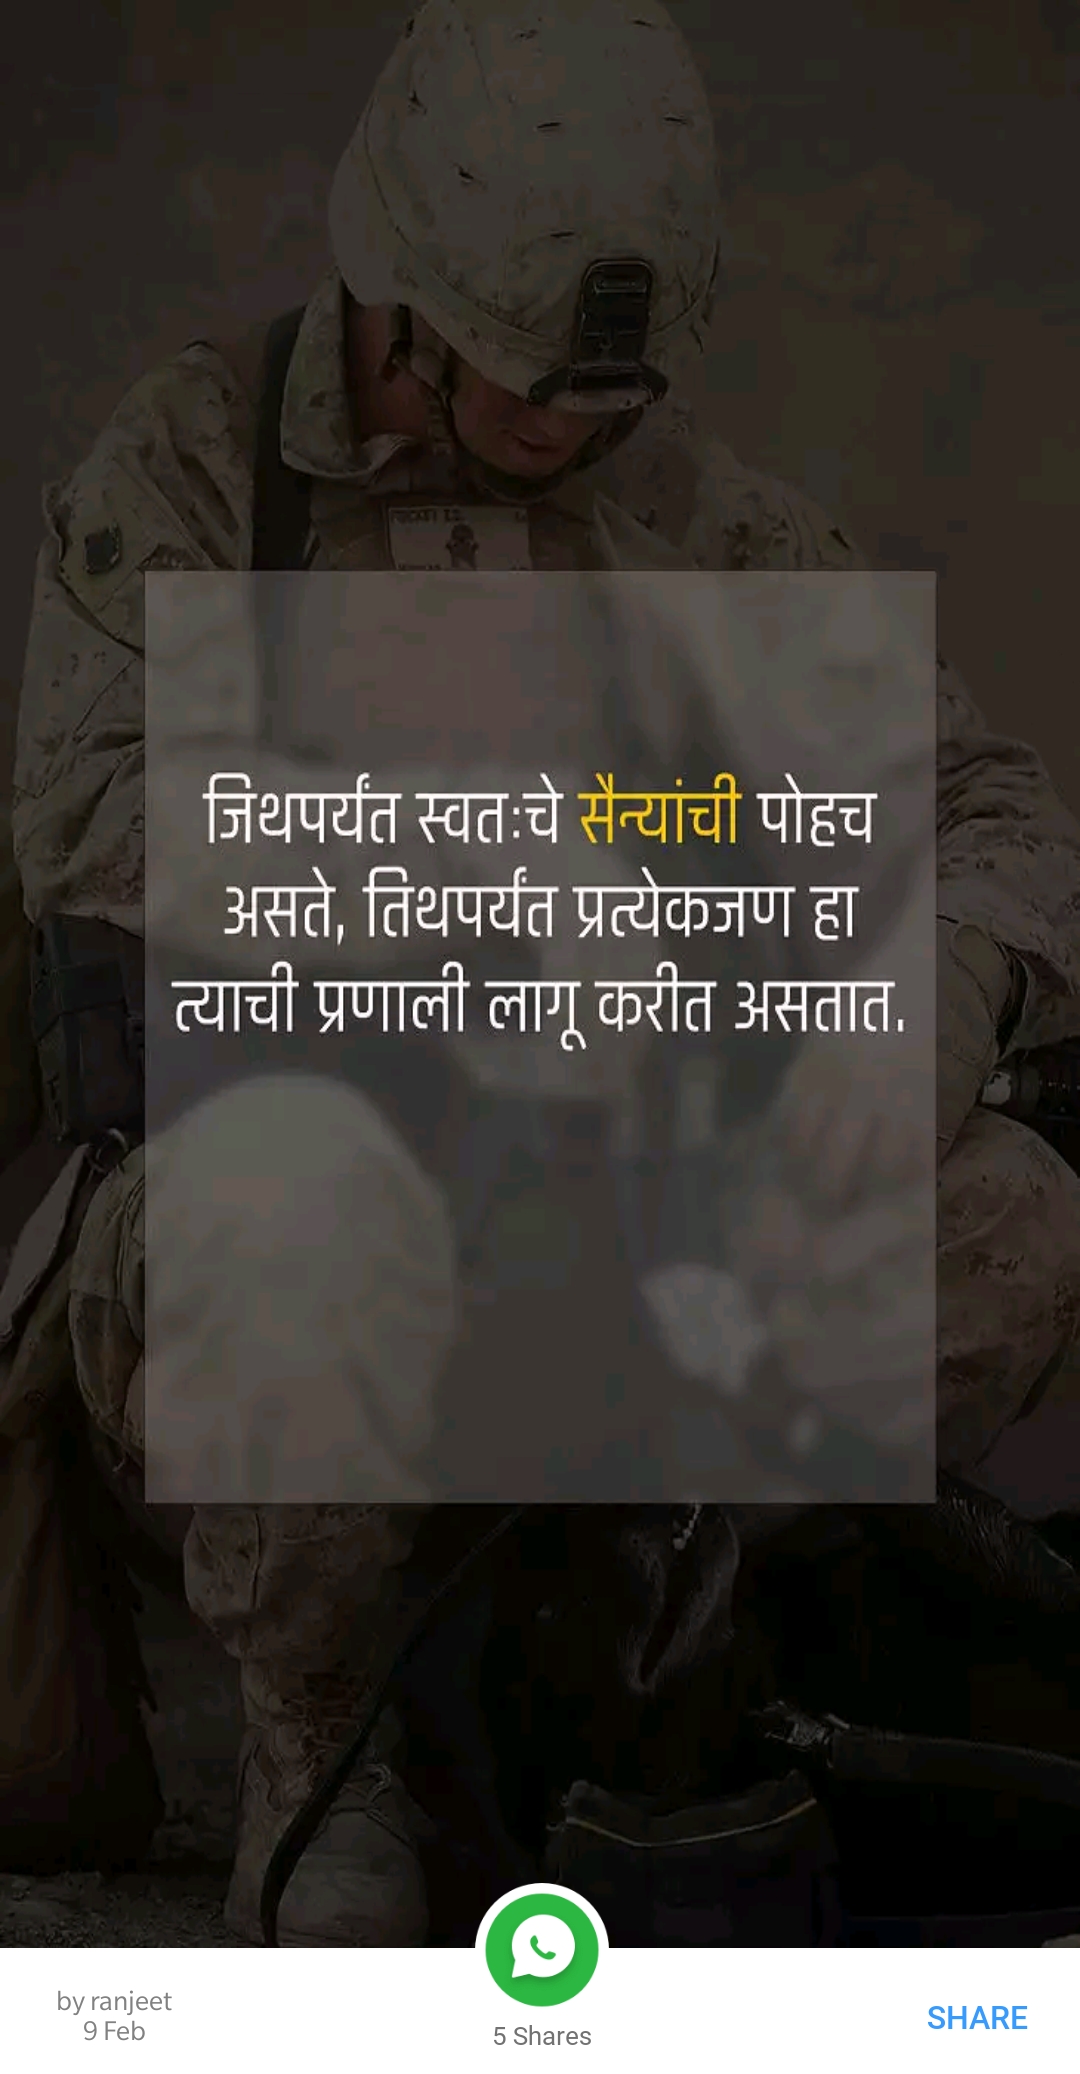 जिथपर्यंत स्वतःचे सैन्यांची पोहच
असते, तिथपर्यंत प्रत्येकजण हा
त्याची प्रणाली लागू करीत असतात.
by ranjeet
9 Feb
5 Shares
SHARE